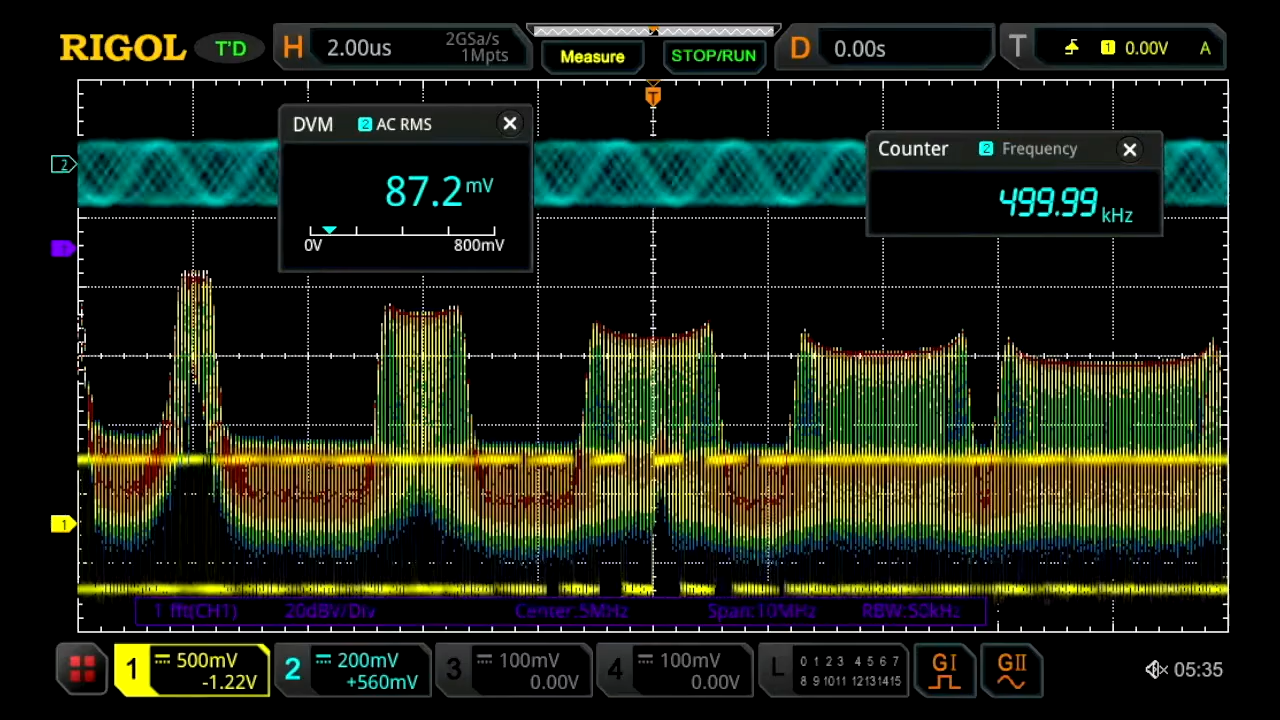 RIGOL T'D H 2.00us 2GSa/s 1Mpts Measure STOP/RUN D 0.00s T 1 0.00V A
T
DVM 2 AC RMS
87.2mV
0V 800mV
Counter 2 Frequency
499.99 kHz
2
1
1 fft(CH1) 20dBV/Div Center:5MHz Span:10MHz RBW:50kHz
1 500mV -1.22V
2 200mV +560mV
3 100mV 0.00V
4 100mV 0.00V
L 0 1 2 3 4 5 6 7
8 9 10 11 12 13 14 15
GI
GII
05:35